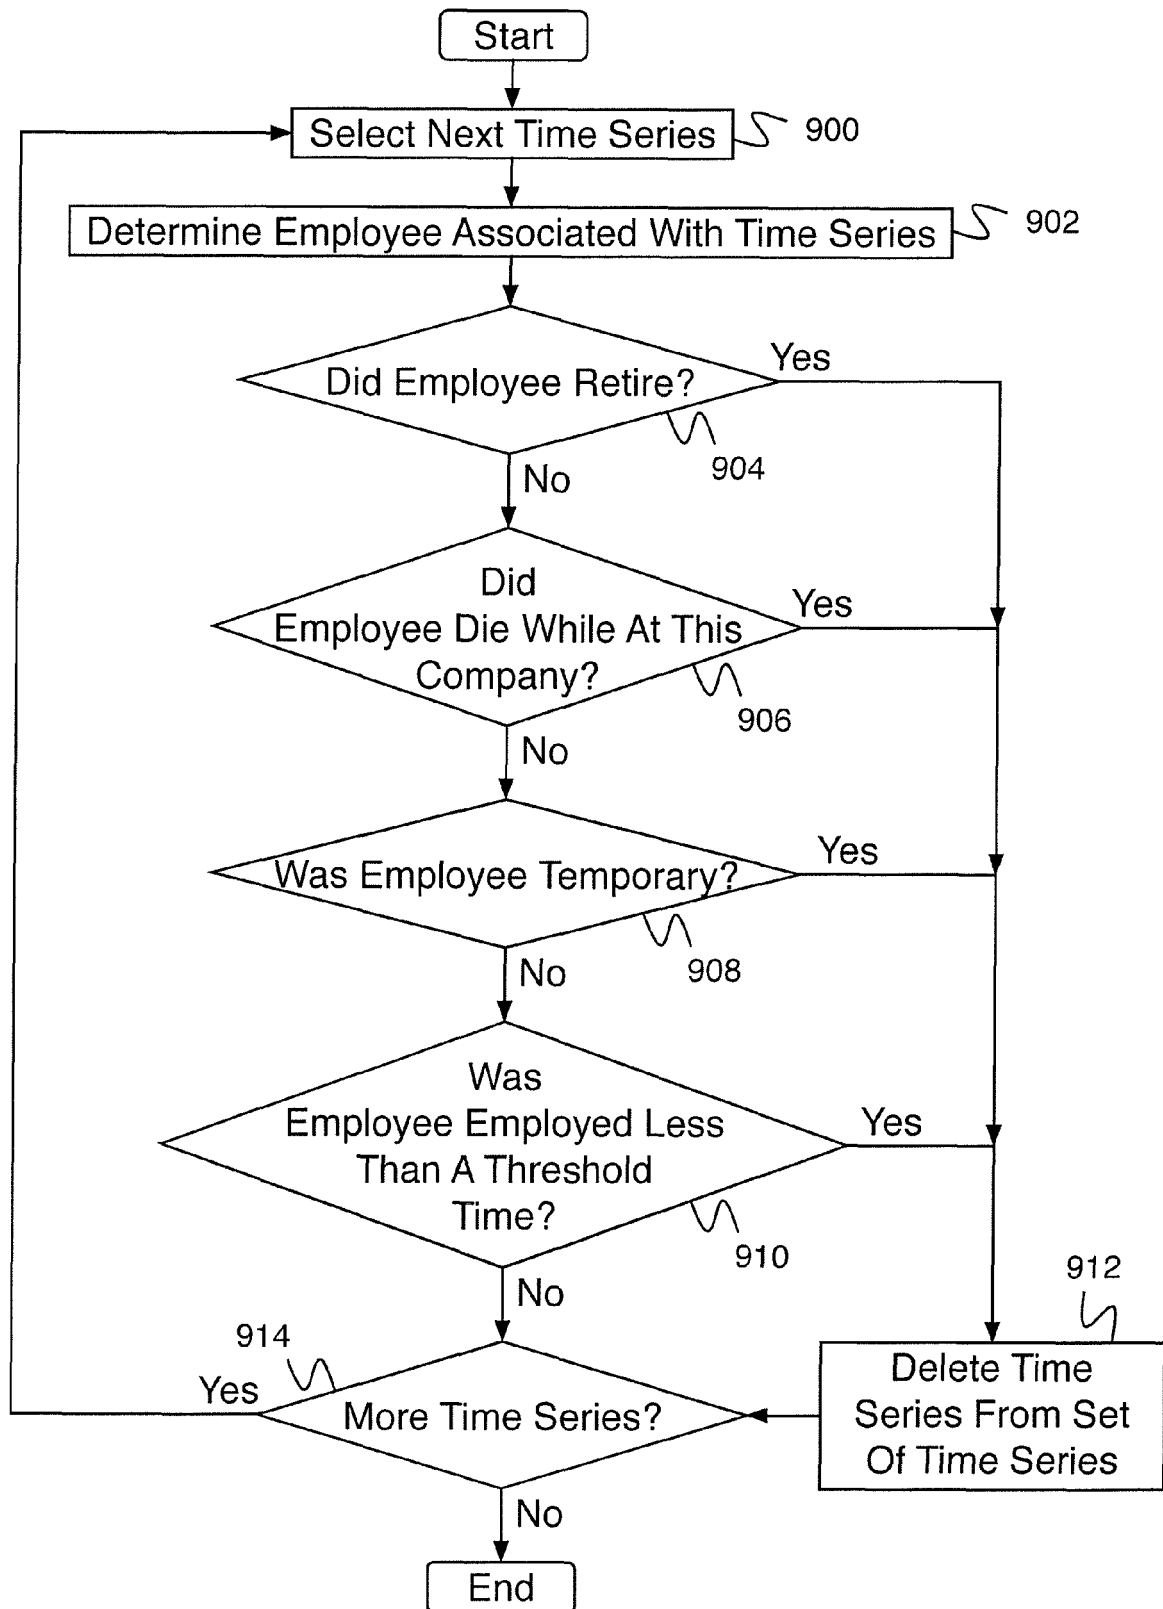 Start
Select Next Time Series
900
Determine Employee Associated With Time Series
902
Did Employee Retire?
Yes
904
No
Did
Employee Die While At This
Company?
Yes
906
No
Was Employee Temporary?
Yes
908
No
Was
Employee Employed Less
Than A Threshold
Time?
Yes
910
No
912
914
Yes
More Time Series?
Delete Time
Series From Set
Of Time Series
No
End